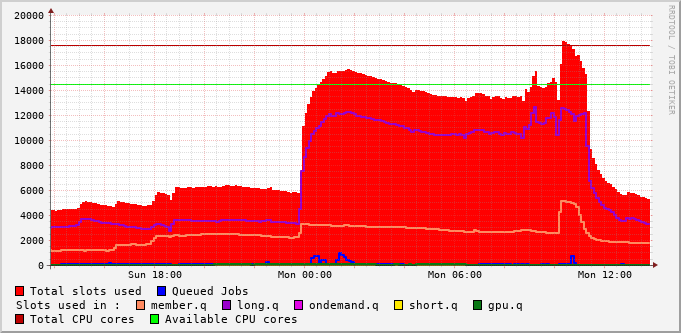 20000
18000
16000
14000
12000
10000
8000
6000
4000
2000
0
Sun 18:00 Mon 00:00 Mon 06:00 Mon 12:00
Total slots used Queued Jobs
Slots used in : member.q long.q ondemand.q short.q gpu.q
Total CPU cores Available CPU cores
RRDTOOL / TOBI OETIKER